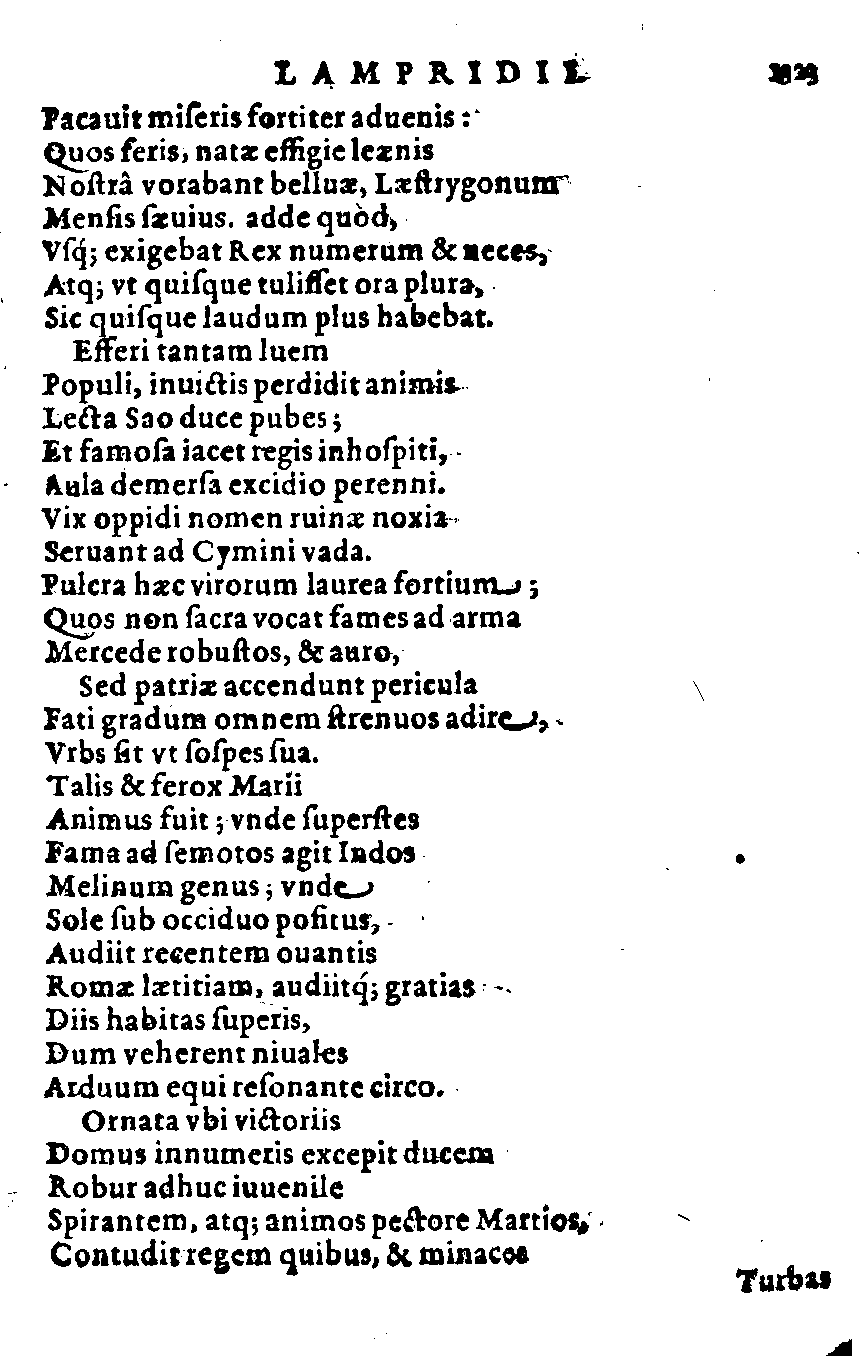 LAMPRIDII.
Pacauit miſeris fortiter aduenis:
Quos feris, natæ effigie leænis
Noſtrâ vorabant belluæ, Læſtrygonum
Menſis ſæuius. adde quòd,
Vſq́; exigebat Rex numerum & neces,
Atq; vt quiſque tuliſſet ora plura,
Sic quiſque laudum plus habebat.
Efferi tantam luem
Populi, inuictis perdidit animis
Lecta Sao duce pubes;
Et famoſa iacet regis inhoſpiti,
Aula demerſa excidio perenni.
Vix oppidi nomen ruinæ noxia
Seruant ad Cymini vada.
Pulcra hæc virorum laurea fortium;
Quos non ſacra vocat fames ad arma
Mercede robuſtos, & auro,
Sed patriæ accendunt pericula
Fati gradum omnem ſtrenuos adire,
Vrbs ſit vt ſoſpes ſua.
Talis & ferox Marii
Animus fuit; vnde ſuperſtes
Fama ad ſemotos agit Indos
Melinum genus; vnde
Sole ſub occiduo poſitus,
Audiit recentem ouantis
Romæ lætitiam, audiitq́; gratias
Diis habitas ſuperis,
Dum veherent niuales
Arduum equi reſonante circo.
Ornata vbi victoriis
Domus innumeris excepit ducem
Robur adhuc iuuenile
Spirantem, atq; animos pectore Martios,
Contudit regem quibus, & minaces
Turbas